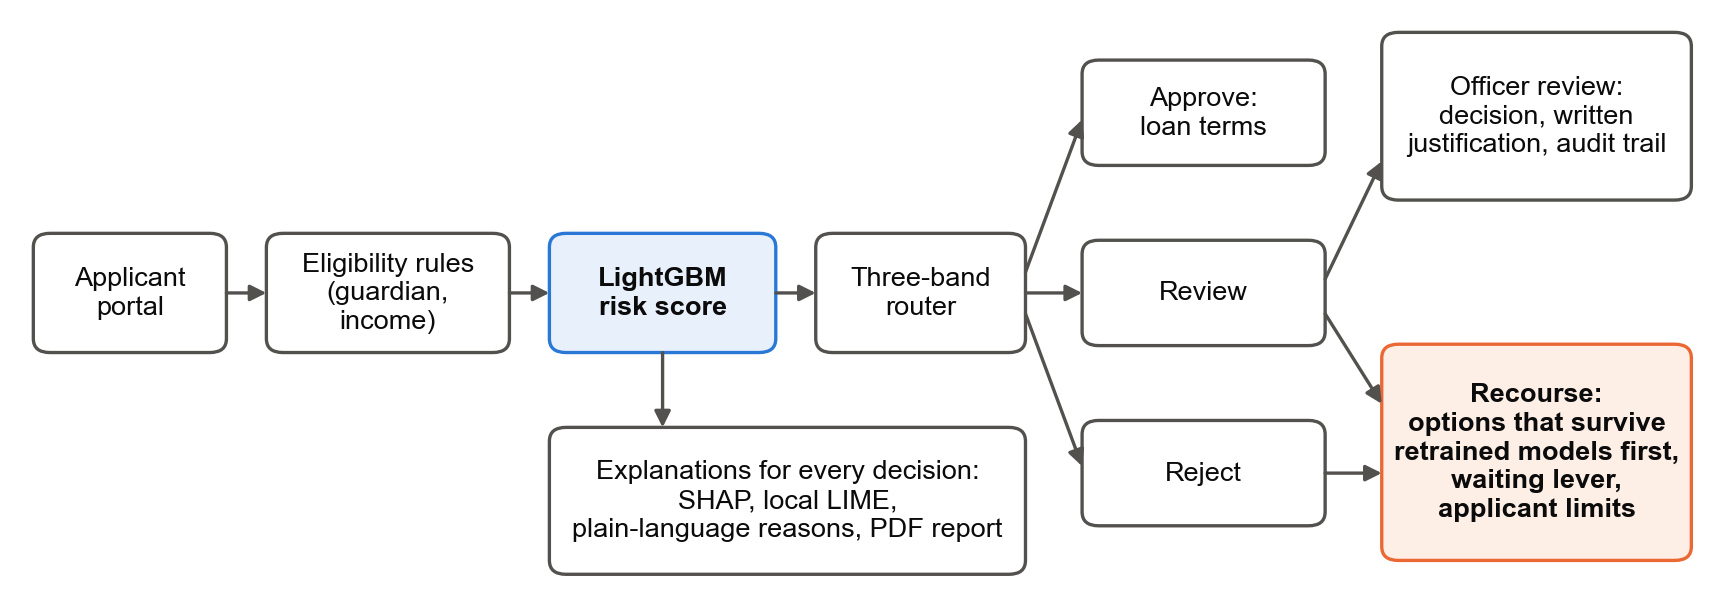 Applicant
portal
Eligibility rules
(guardian,
income)
LightGBM
risk score
Three-band
router
Explanations for every decision:
SHAP, local LIME,
plain-language reasons, PDF report
Approve:
loan terms
Review
Reject
Officer review:
decision, written
justification, audit trail
Recourse:
options that survive
retrained models first,
waiting lever,
applicant limits